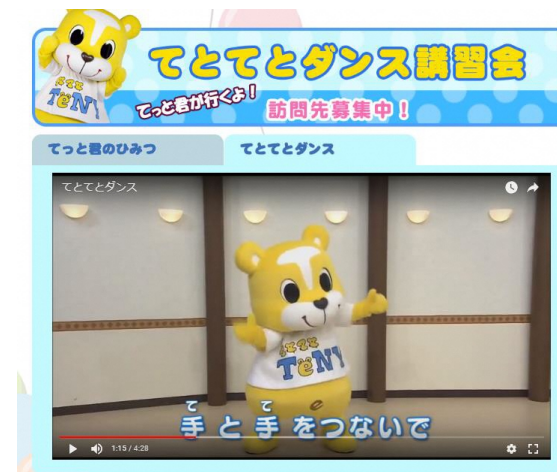 てとてとダンス講習会
てっと君が行くよ！
訪問先募集中！
TeNY
てっと君のひみつ
てとてとダンス
てとてとダンス
TeNY
て て
手と手をつないで
1:15 / 4:28